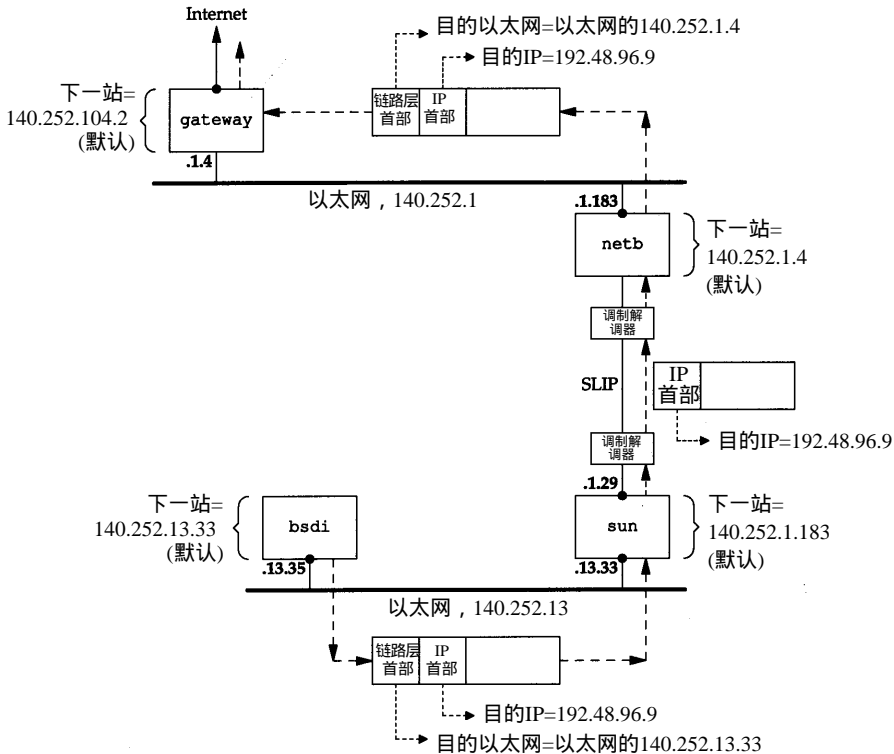 Internet
目的以太网=以太网的140.252.1.4
目的IP=192.48.96.9
下一站=
140.252.104.2
(默认)
gateway
链路层
首部
IP
首部
.1.4
以太网，140.252.1
.1.183
netb
下一站=
140.252.1.4
(默认)
调制解
调器
SLIP
IP
首部
目的IP=192.48.96.9
调制解
调器
.1.29
下一站=
140.252.13.33
(默认)
bsdi
sun
下一站=
140.252.1.183
(默认)
.13.35
.13.33
以太网，140.252.13
链路层
首部
IP
首部
目的IP=192.48.96.9
目的以太网=以太网的140.252.13.33